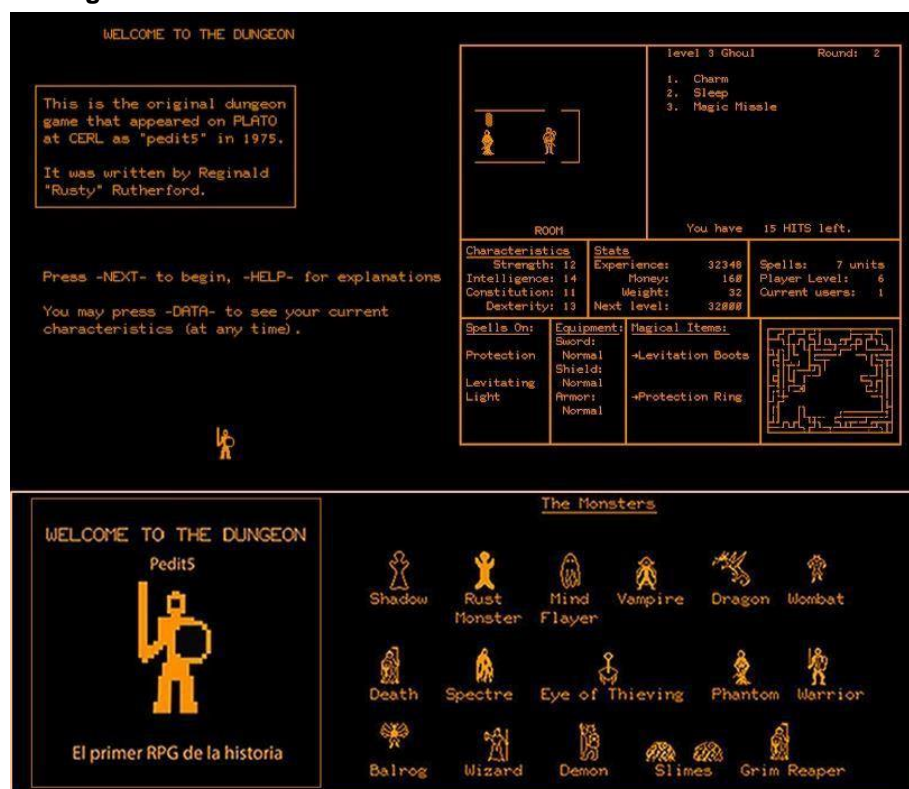 WELCOME TO THE DUNGEON
This is the original dungeon
game that appeared on PLATO
at CERL as "pedit5" in 1975.
It was written by Reginald
"Rusty" Rutherford.
Press -NEXT- to begin, -HELP- for explanations
You may press -DATA- to see your current
characteristics (at any time).
level 3 Ghoul Round: 2
1. Charm
2. Sleep
3. Magic Missle
ROOM
You have 15 HITS left.
Characteristics
Strength: 12
Intelligence: 14
Constitution: 11
Dexterity: 13
Stats
Experience: 32348
Money: 160
Weight: 32
Next level: 32000
Spells: 7 units
Player Level: 6
Current users: 1
Spells On:
Protection
Levitating
Light
Equipment:
Sword:
Normal
Shield:
Normal
Armor:
Normal
Magical Items:
→Levitation Boots
→Protection Ring
WELCOME TO THE DUNGEON
Pedit5
El primer RPG de la historia
The Monsters
Shadow Rust Monster Mind Flayer Vampire Dragon Wombat
Death Spectre Eye of Thieving Phantom Warrior
Balrog Wizard Demon Slimes Grim Reaper